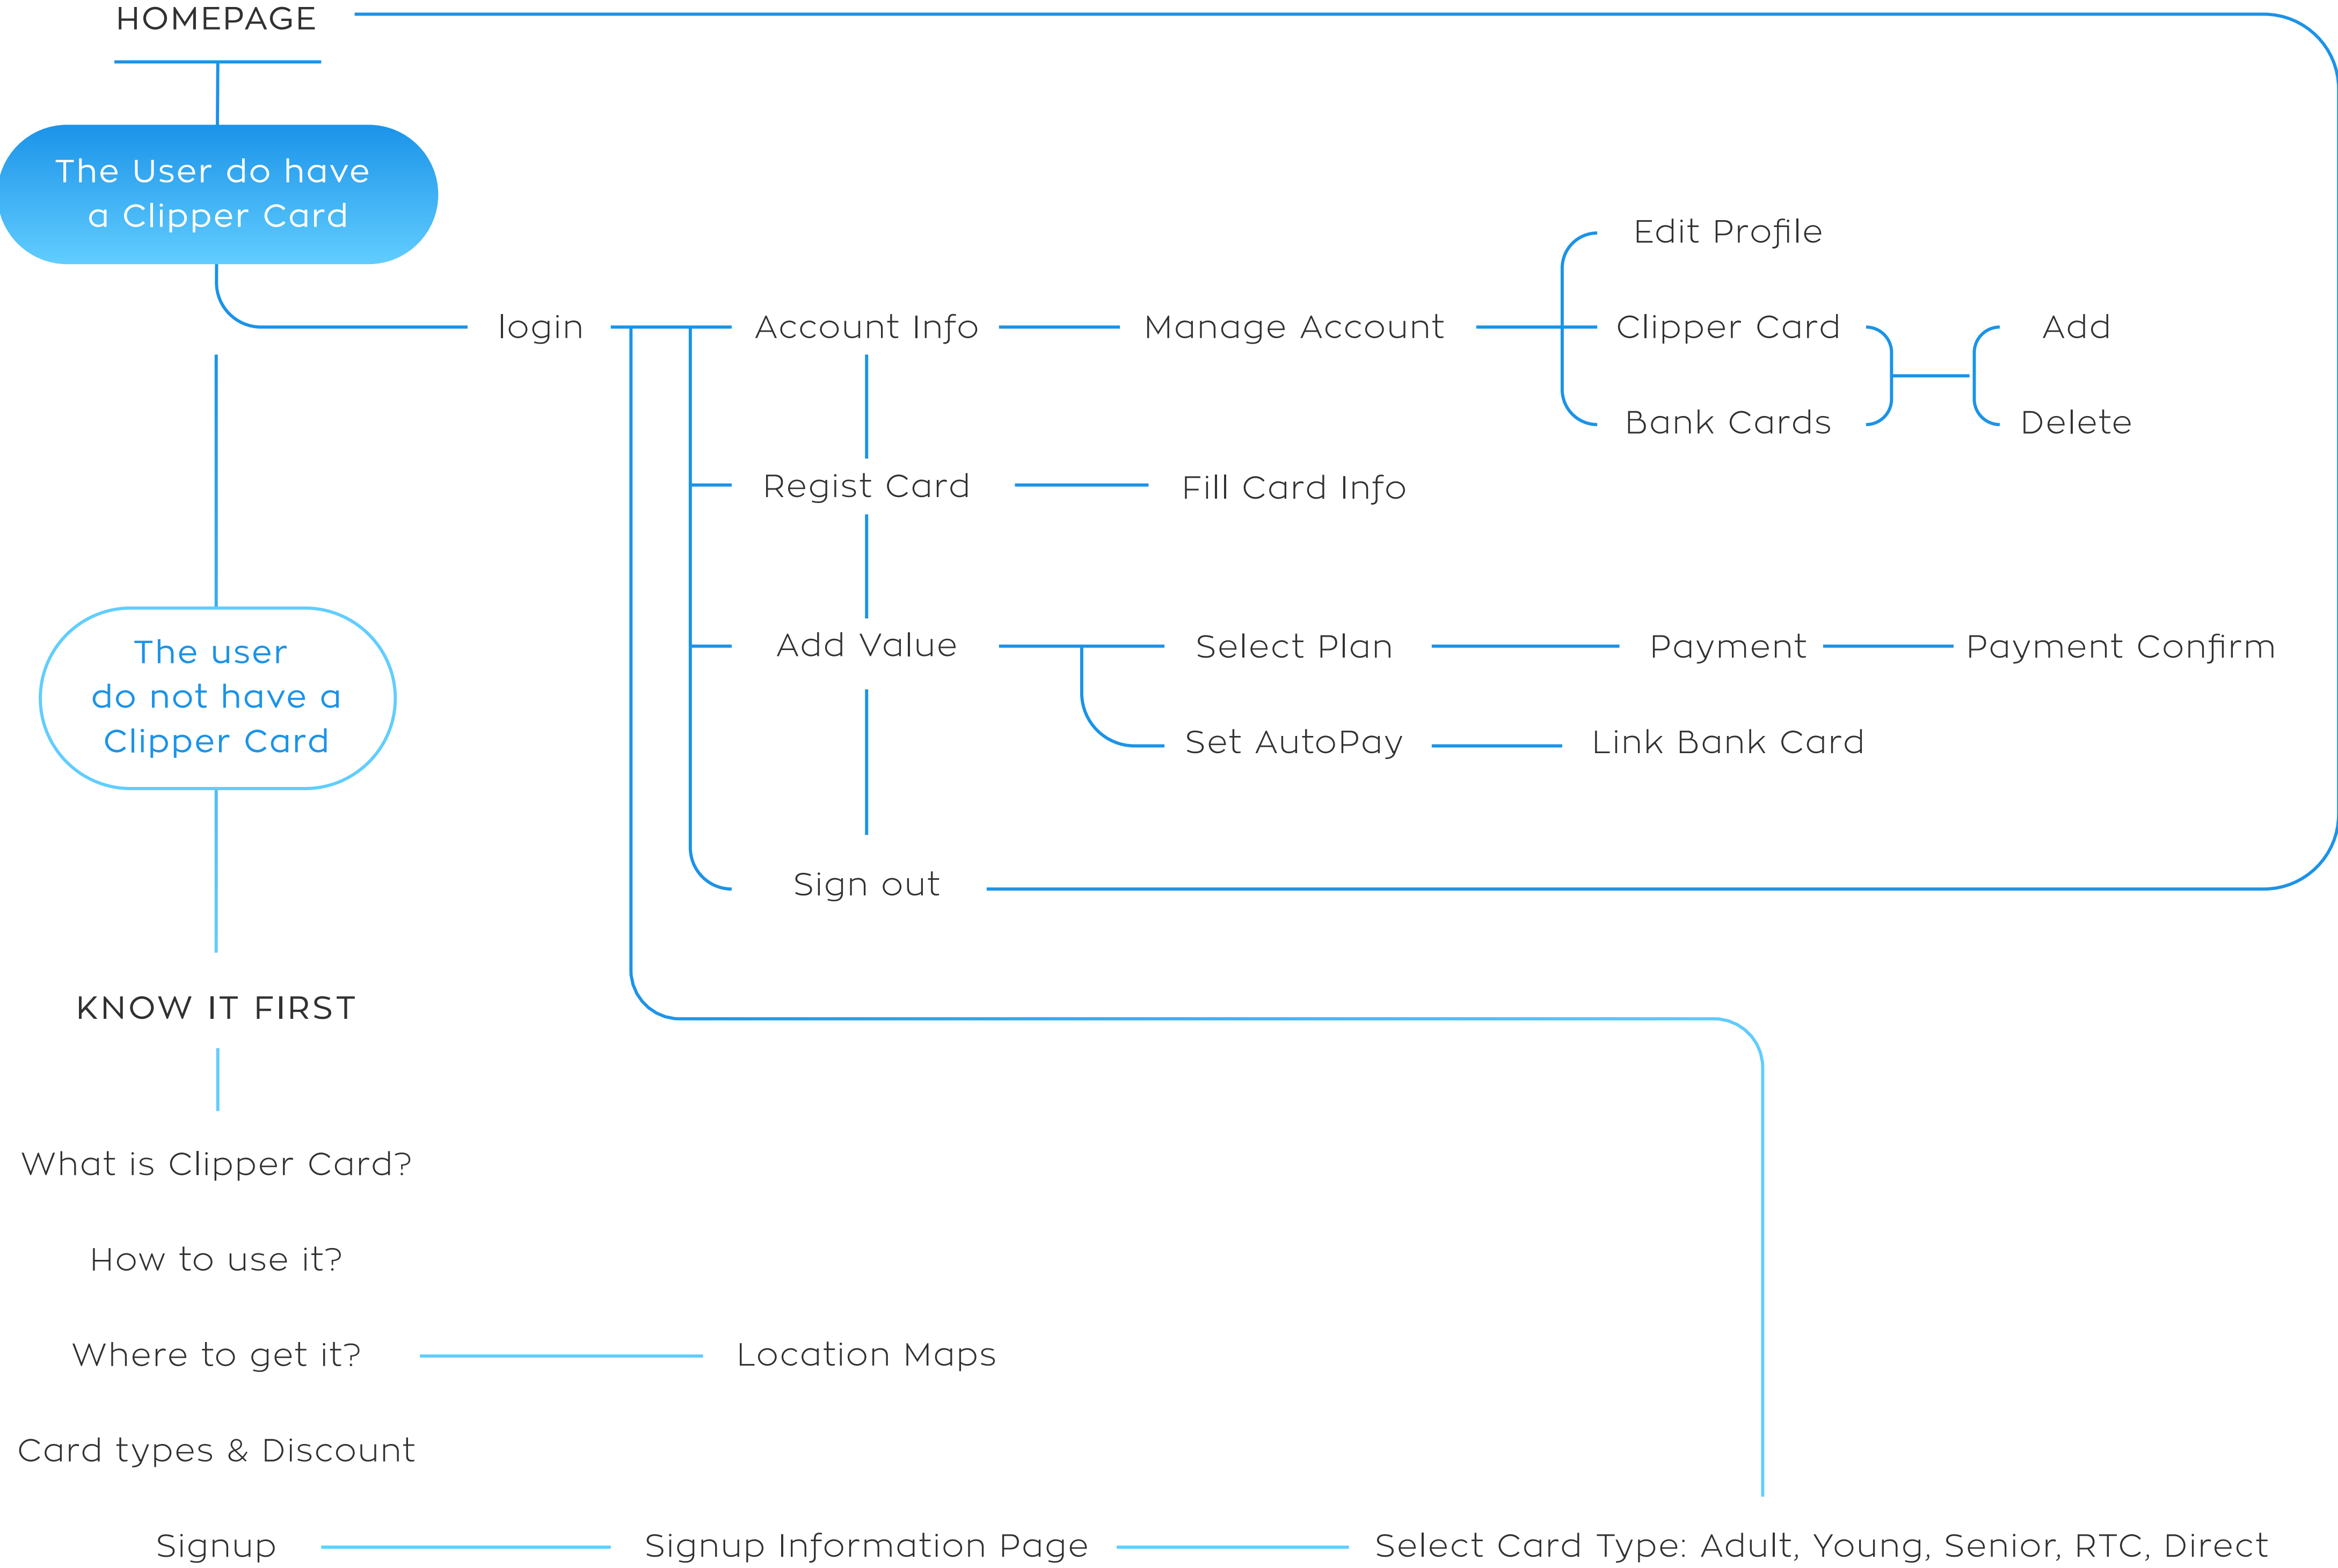 HOMEPAGE
The User do have
a Clipper Card
Edit Profile
login
Account Info
Manage Account
Clipper Card
Add
Bank Cards
Delete
Regist Card
Fill Card Info
The user
do not have a
Clipper Card
Add Value
Select Plan
Payment
Payment Confirm
Set AutoPay
Link Bank Card
Sign out
KNOW IT FIRST
What is Clipper Card?
How to use it?
Where to get it?
Location Maps
Card types & Discount
Signup
Signup Information Page
Select Card Type: Adult, Young, Senior, RTC, Direct